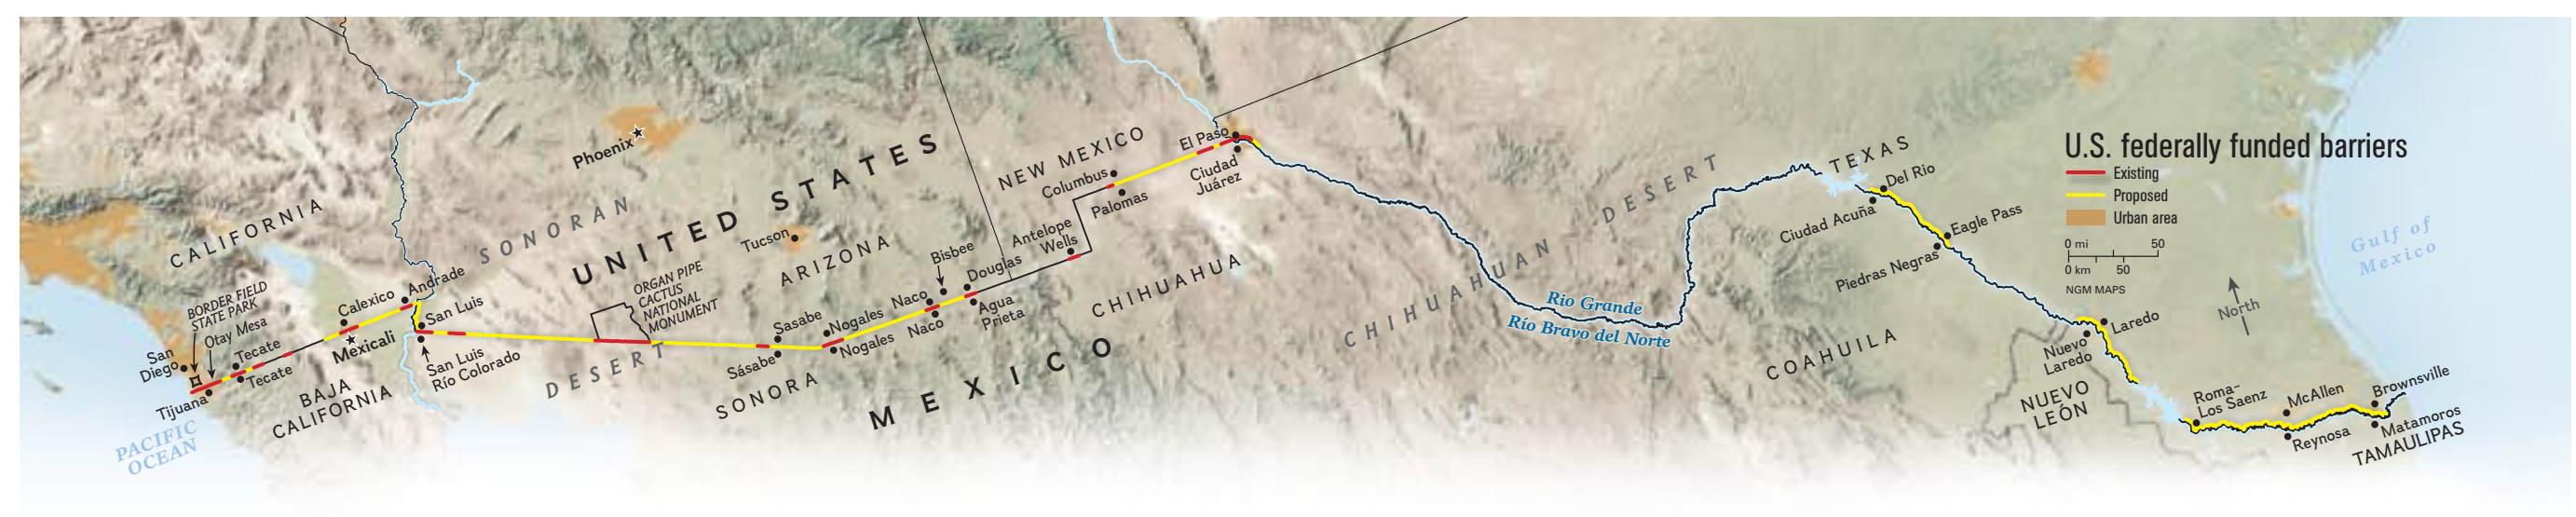 CALIFORNIA
BORDER FIELD
STATE PARK
Otay Mesa
San
Diego
Tijuana
Tecate
Tecate
PACIFIC
OCEAN
BAJA
CALIFORNIA
Calexico
Mexicali
Andrade
San Luis
San Luis
Río Colorado
SONORAN
DESERT
Phoenix
UNITED STATES
ORGAN PIPE
CACTUS
NATIONAL
MONUMENT
Tucson
ARIZONA
Sasabe
Sásabe
Nogales
Nogales
SONORA
MEXICO
Naco
Naco
Bisbee
Douglas
Agua
Prieta
NEW MEXICO
Antelope
Wells
Columbus
Palomas
CHIHUAHUA
El Paso
Ciudad
Juárez
CHIHUAHUAN DESERT
Rio Grande
Río Bravo del Norte
TEXAS
Del Rio
Ciudad Acuña
Eagle Pass
Piedras Negras
COAHUILA
Laredo
Nuevo
Laredo
NUEVO
LEÓN
Roma-
Los Saenz
McAllen
Reynosa
Brownsville
Matamoros
TAMAULIPAS
U.S. federally funded barriers
Existing
Proposed
Urban area
0 mi 50
0 km 50
NGM MAPS
North
Gulf of
Mexico